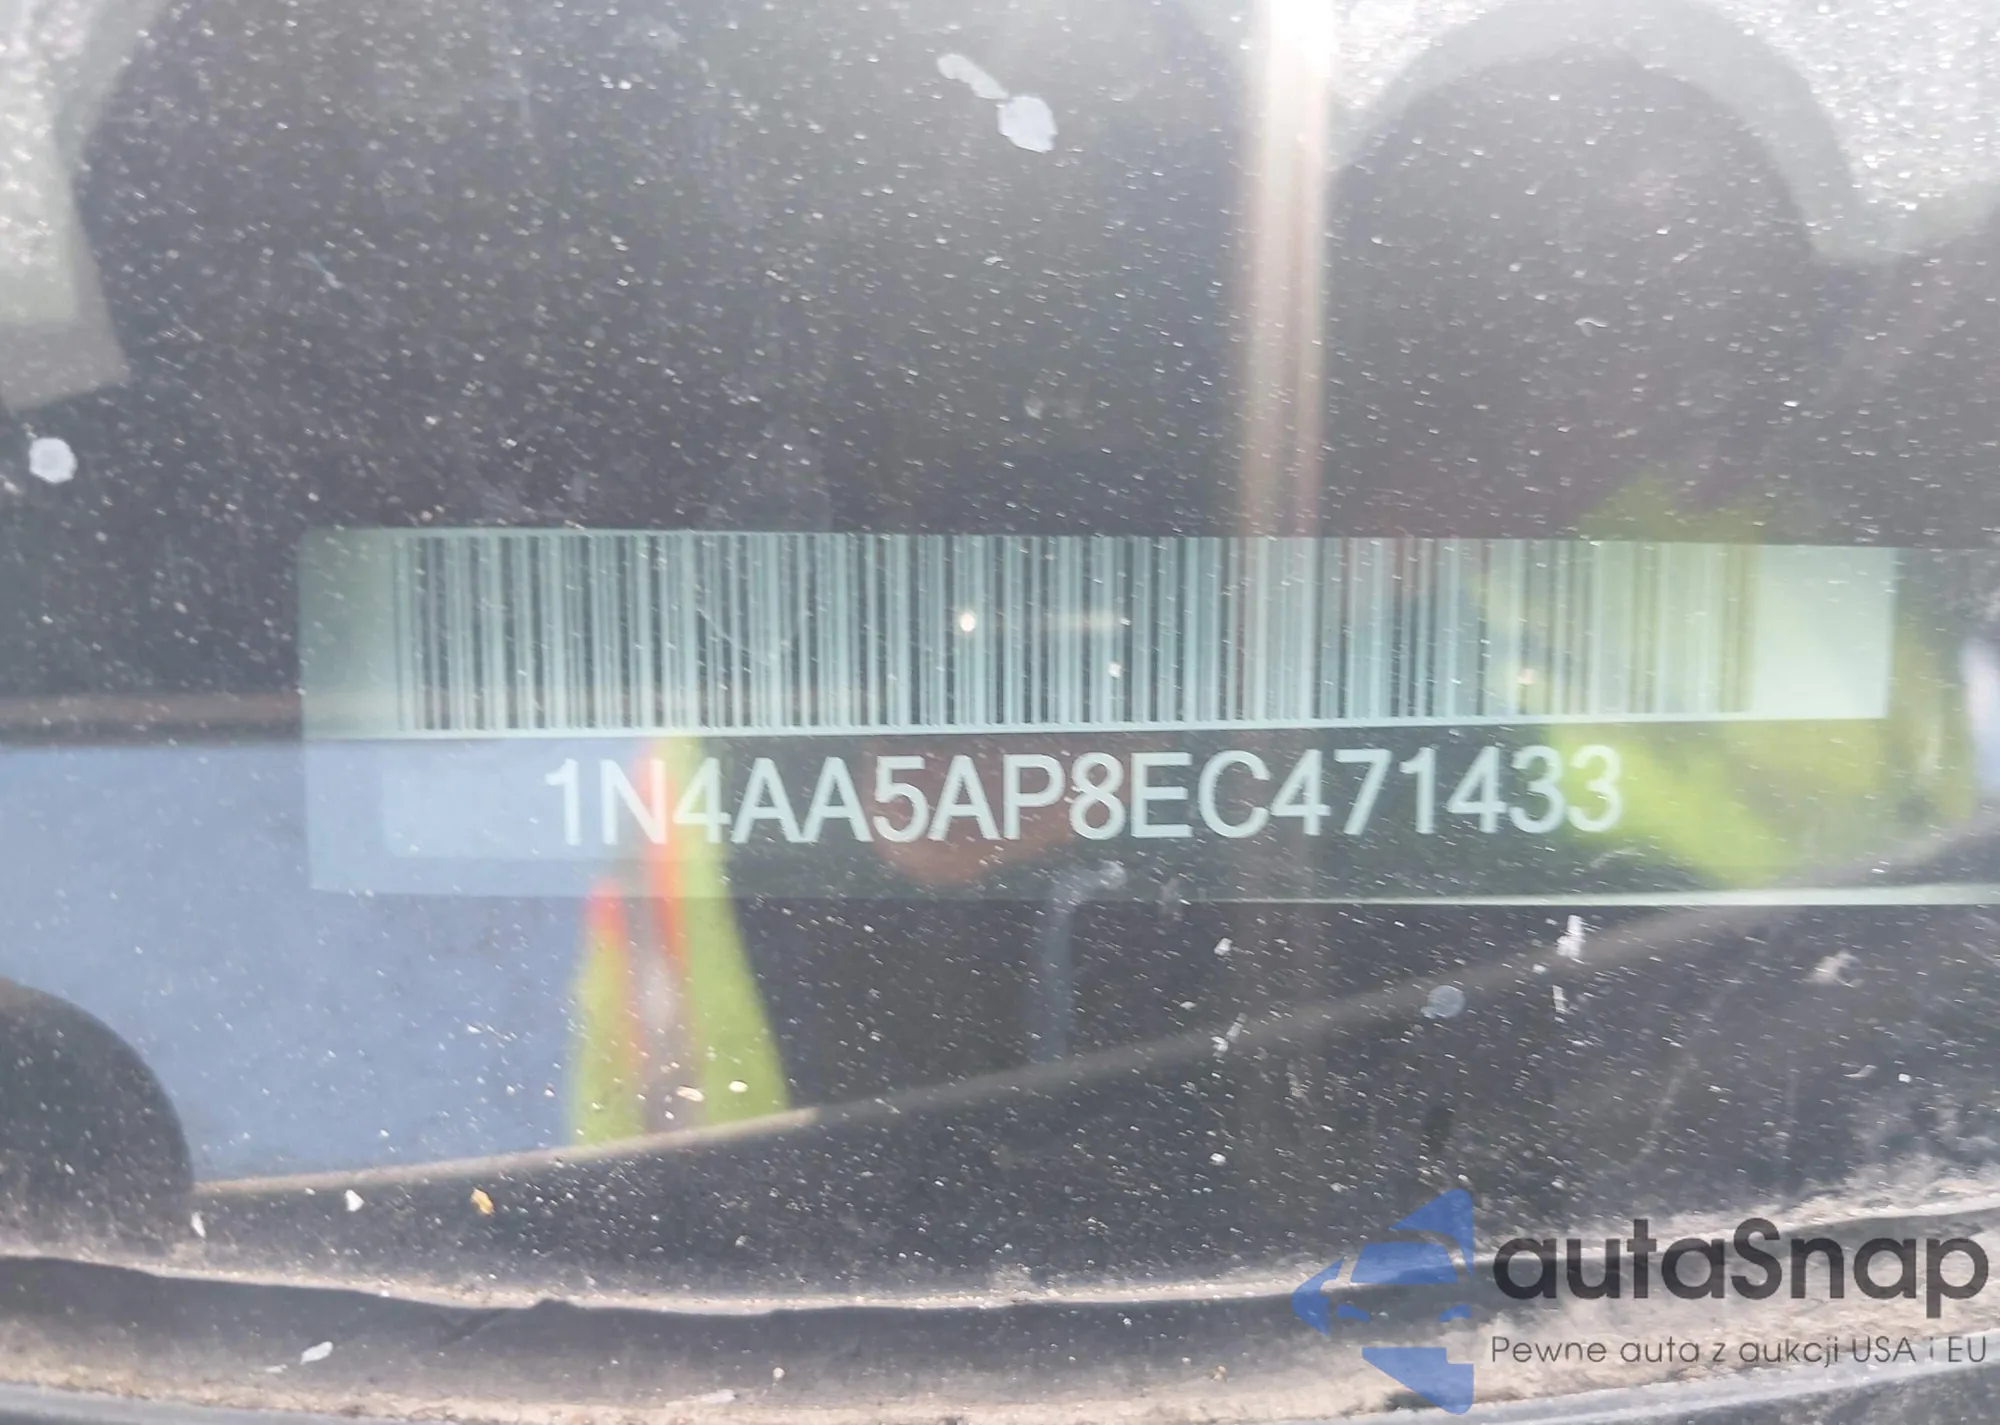 1N4AA5AP8EC471433
autaSnap
Pewne auta z aukcji USA i EU